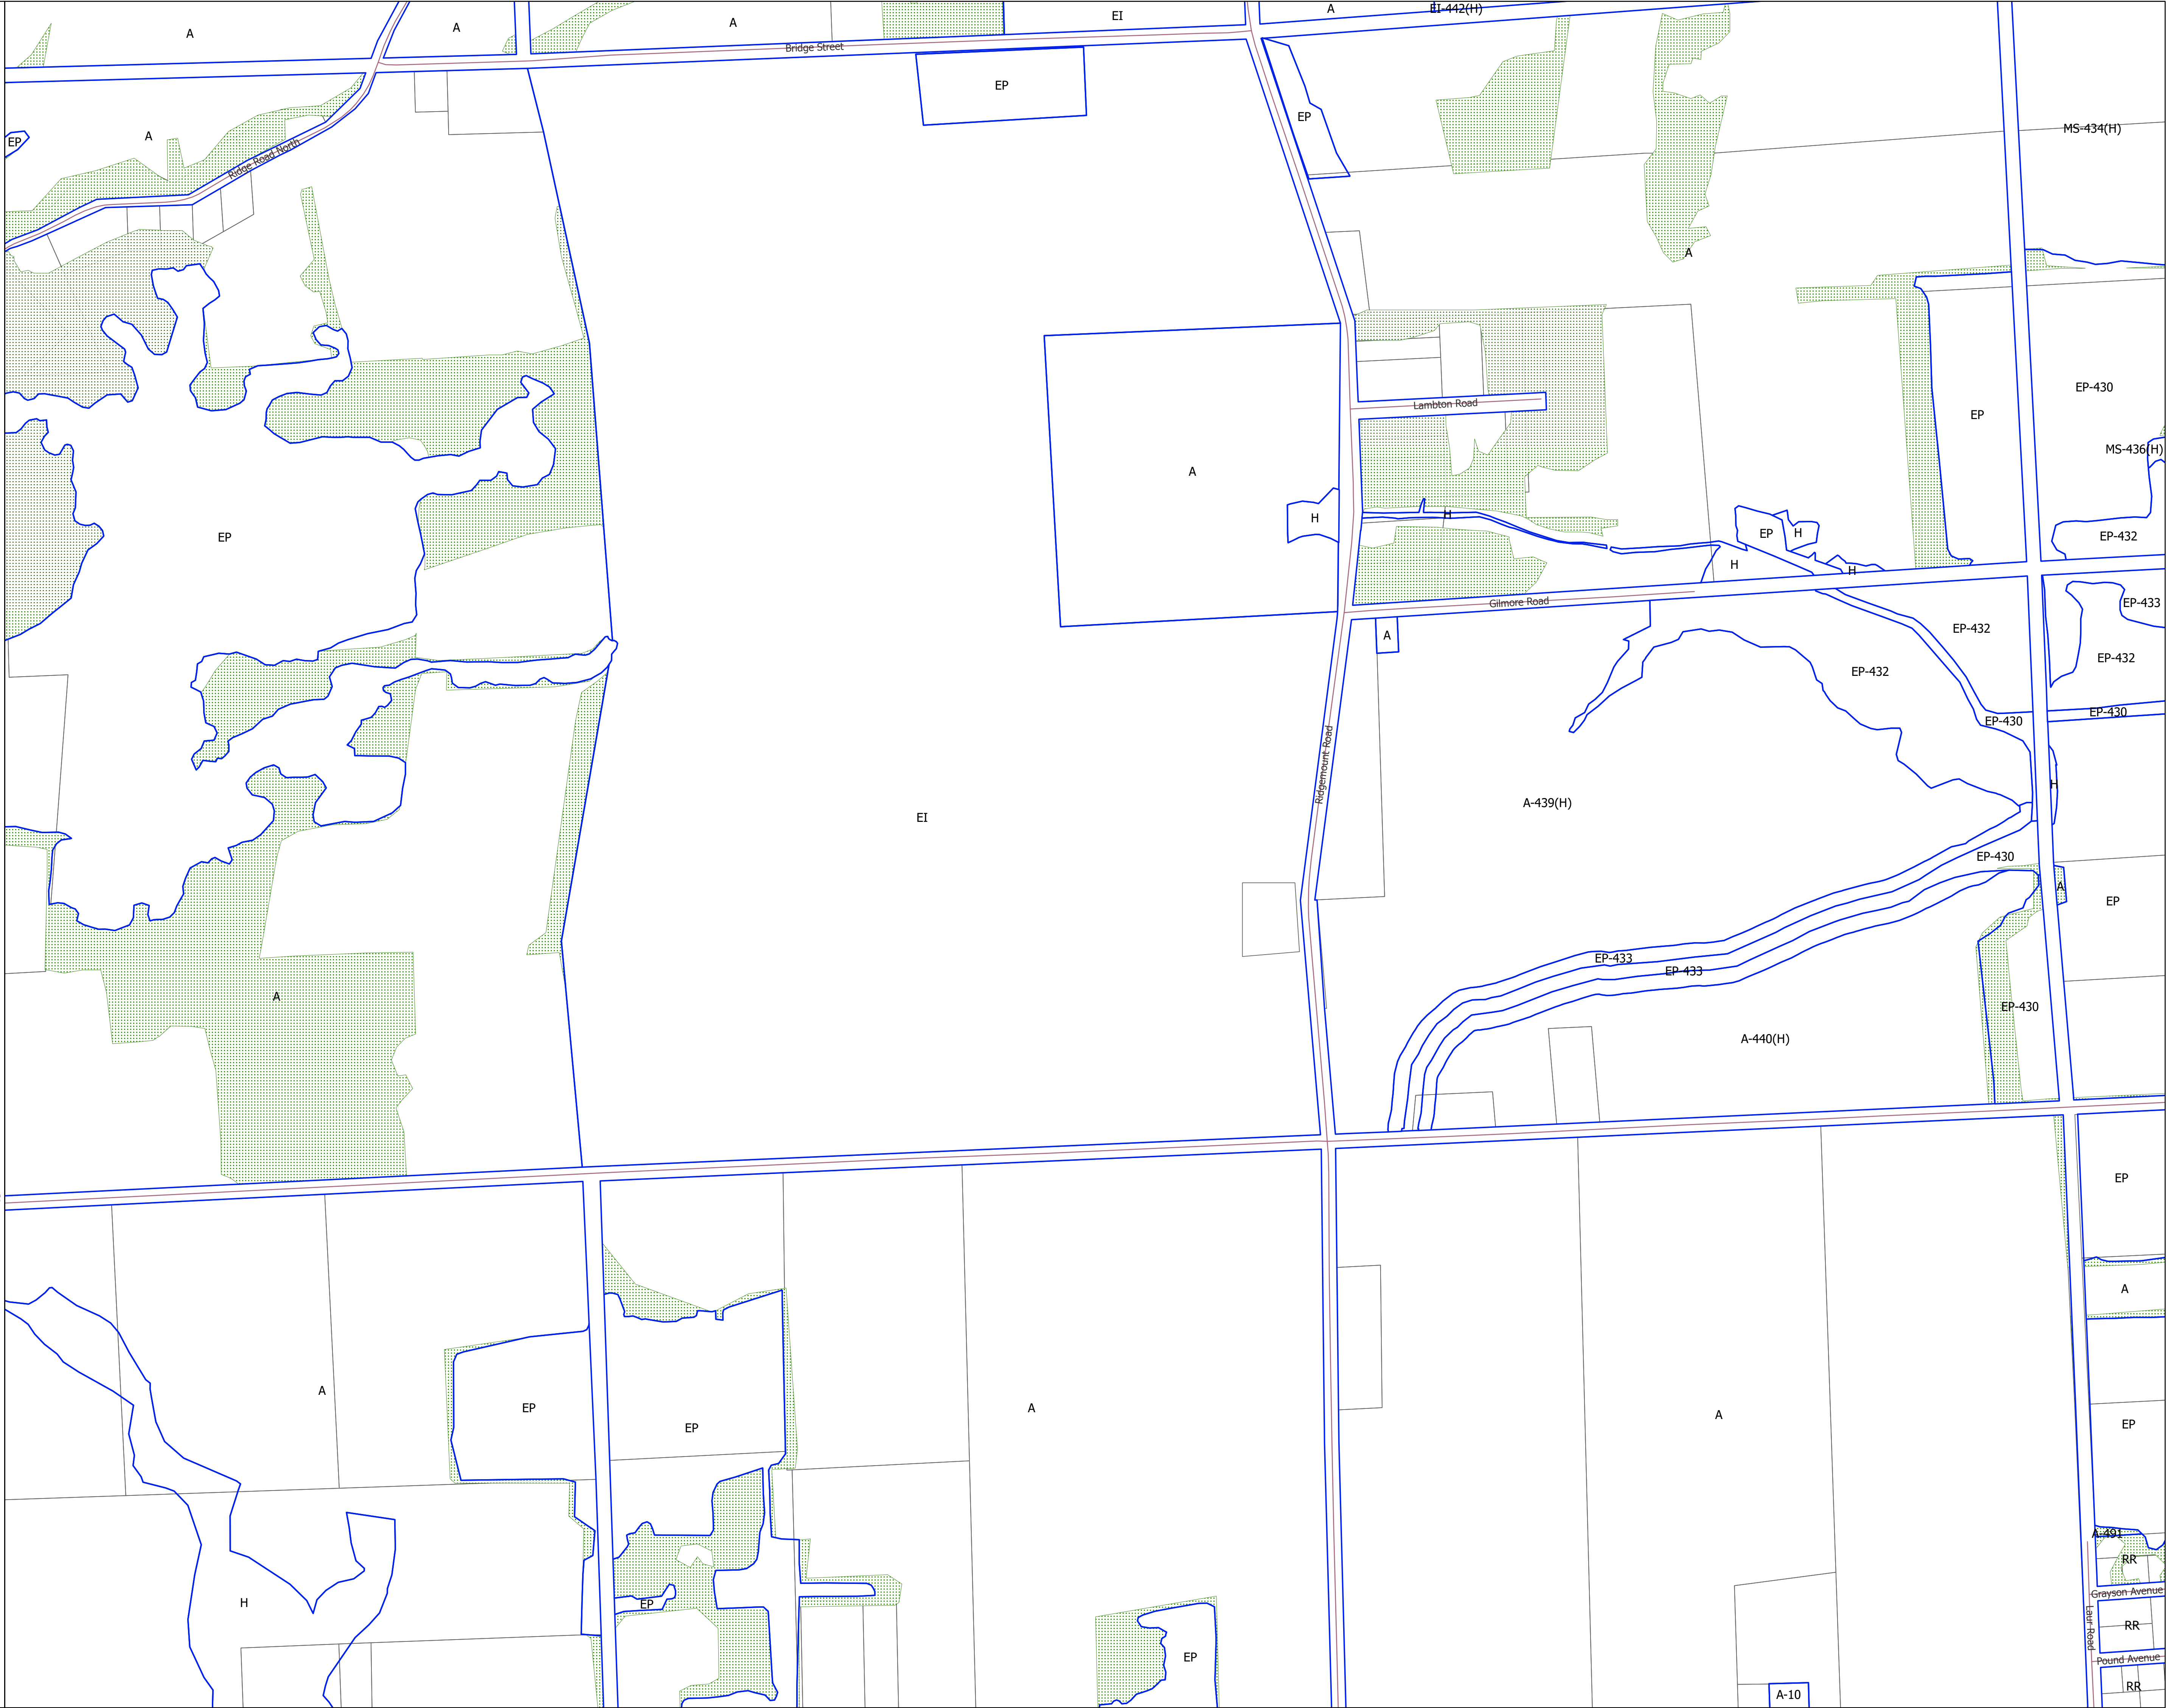 A
A
A
EI
A
EI-442(H)
Bridge Street
EP
EP
MS-434(H)
EP
A
Ridge Road North
A
EP-430
Lambton Road
EP
MS-436(H)
A
H
H
EP
H
EP-432
EP
H
H
Gilmore Road
EP-433
A
EP-432
EP-432
EP-432
EP-430
EP-430
Ridgemount Road
H
A-439(H)
EI
EP-430
A
EP
EP-433
EP-433
A
EP-430
A-440(H)
EP
A
A
EP
EP
A
A
EP
A-491
RR
Grayson Avenue
H
EP
Laur Road
RR
EP
Pound Avenue
RR
A-10